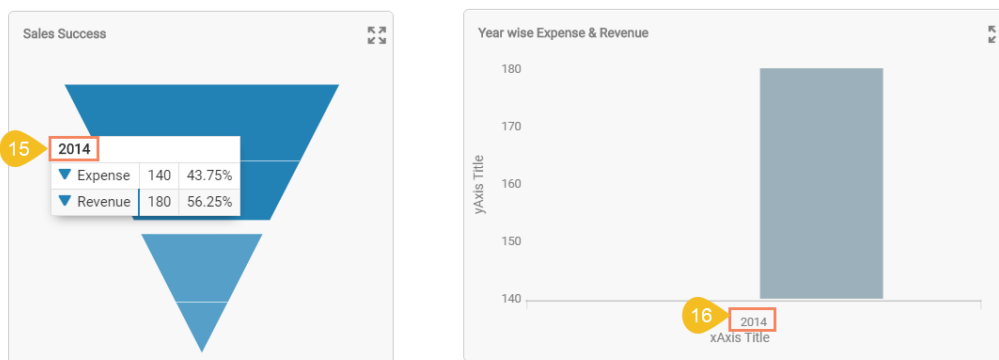 Sales Success
15
2014
Expense 140 43.75%
Revenue 180 56.25%
Year wise Expense & Revenue
180
170
160
150
140
yAxis Title
16
2014
xAxis Title